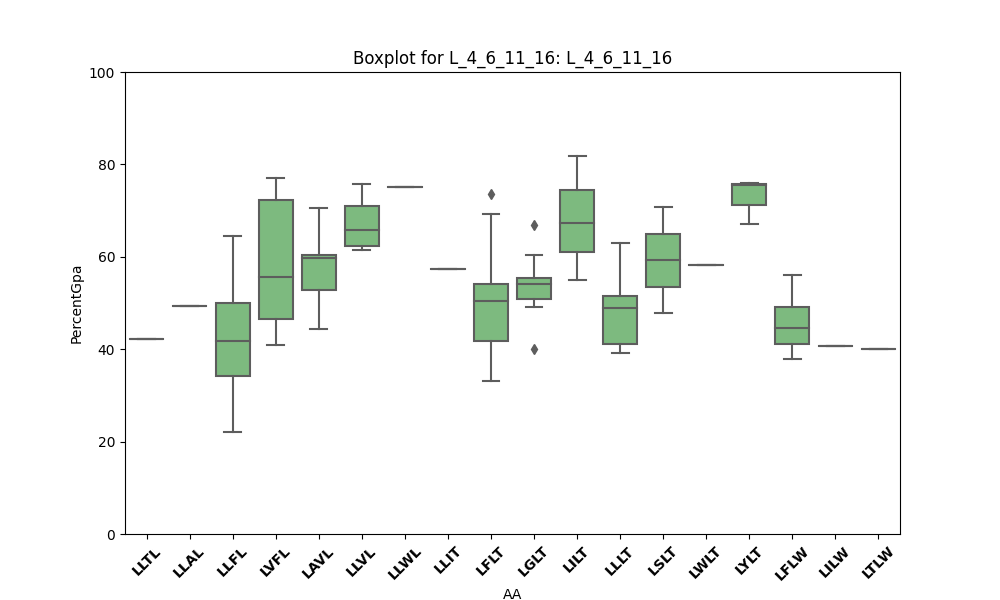 Boxplot for L_4_6_11_16: L_4_6_11_16
PercentGpa
100
80
60
40
20
0
LLTL LLAL LLFL LVFL LAVL LLVL LLWL LLIT LFLT LGLT LILT LLLT LSLT LWLT LYLT LFLW LILW LTLW
AA